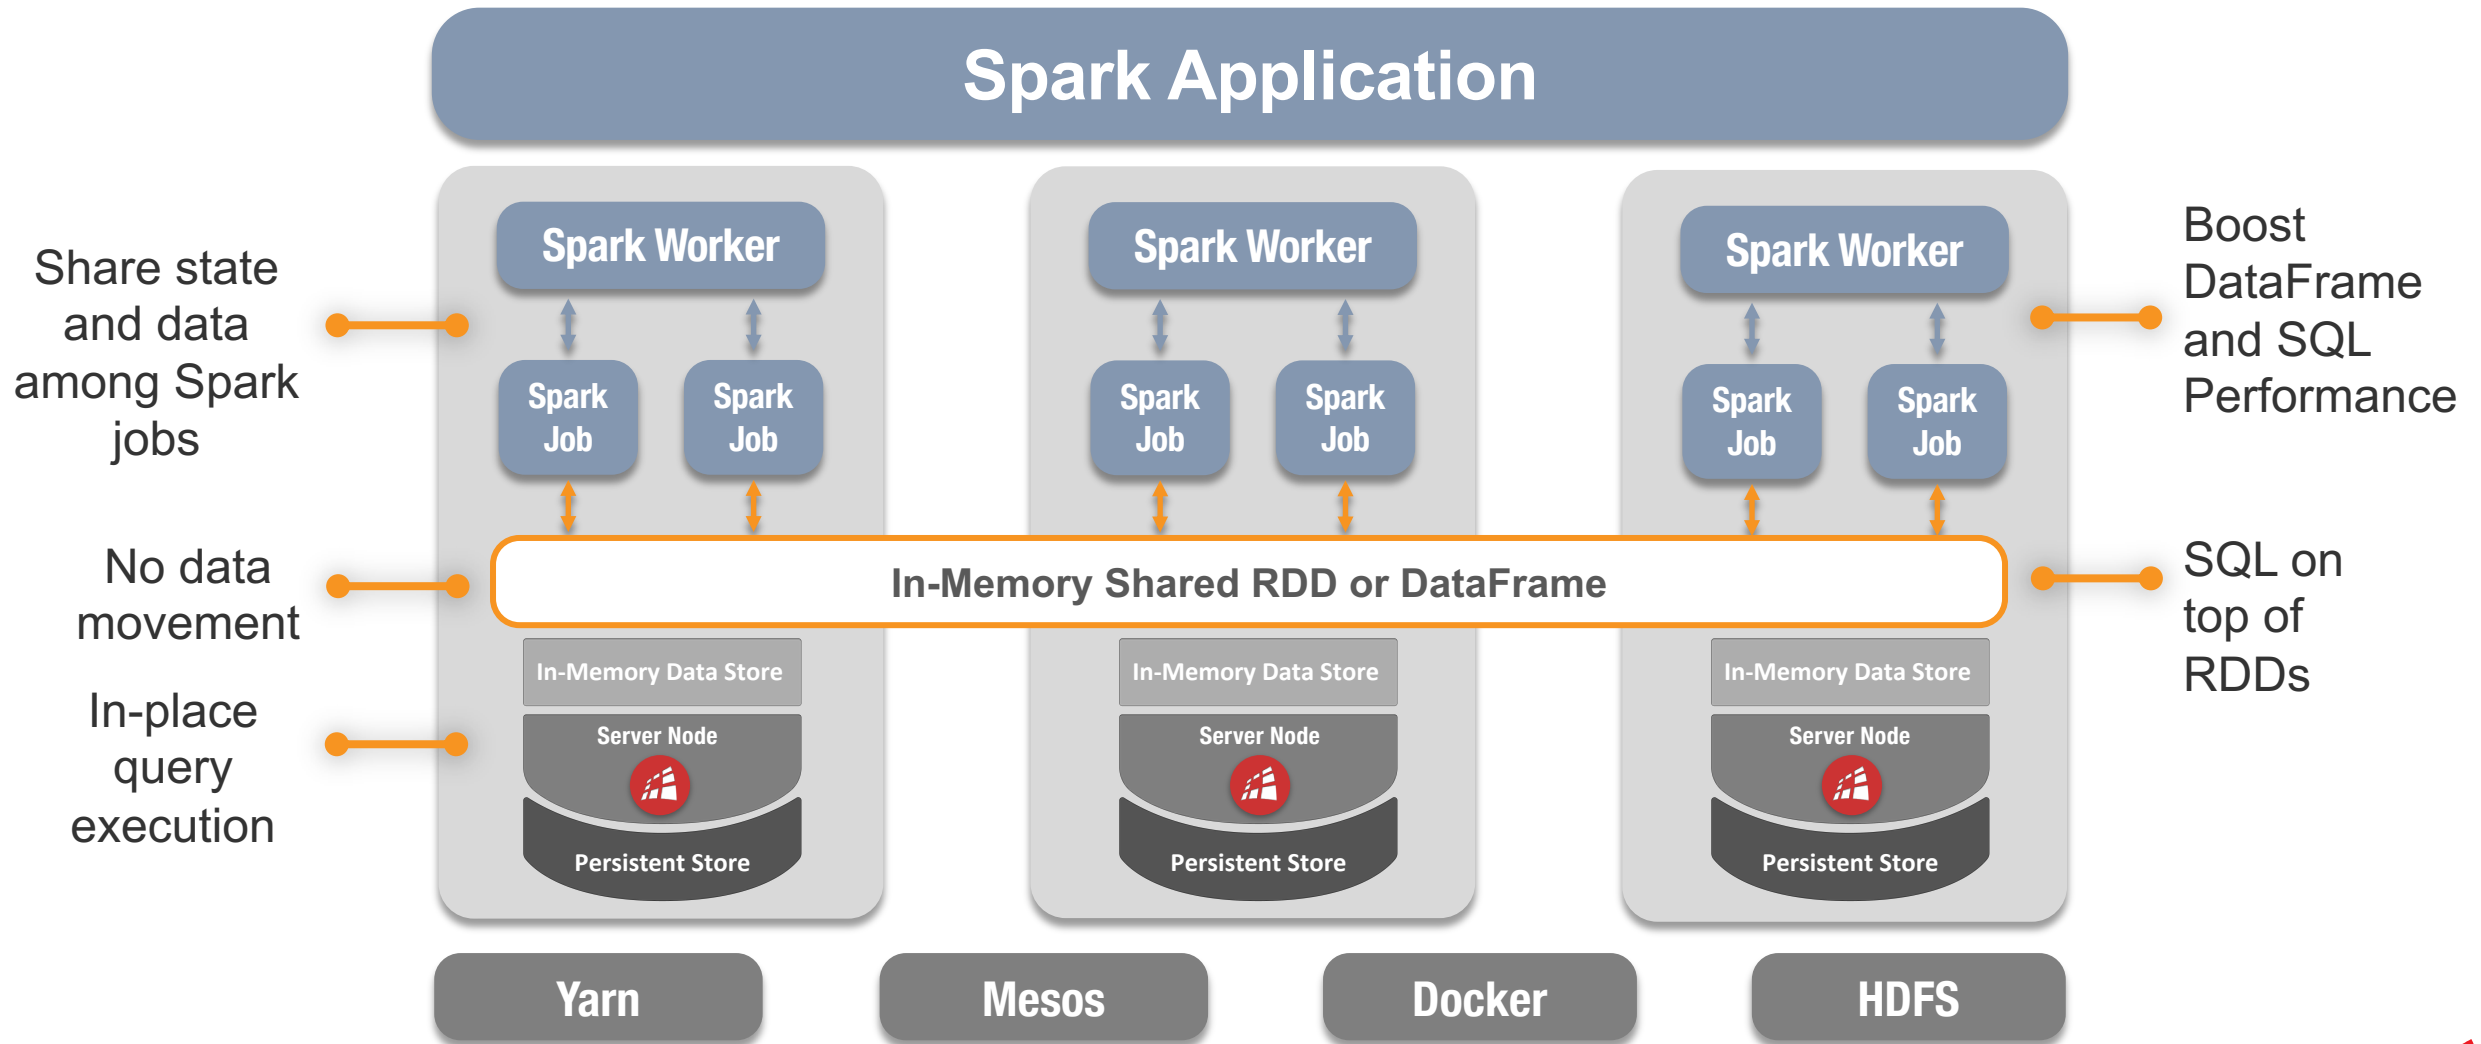 Spark Application
Share state
and data
among Spark
jobs
No data
movement
In-place
query
execution
Spark Worker
Spark
Job
Spark
Job
Spark Worker
Spark
Job
Spark
Job
Spark Worker
Spark
Job
Spark
Job
In-Memory Shared RDD or DataFrame
In-Memory Data Store
Server Node
Persistent Store
In-Memory Data Store
Server Node
Persistent Store
In-Memory Data Store
Server Node
Persistent Store
Boost
DataFrame
and SQL
Performance
SQL on
top of
RDDs
Yarn
Mesos
Docker
HDFS